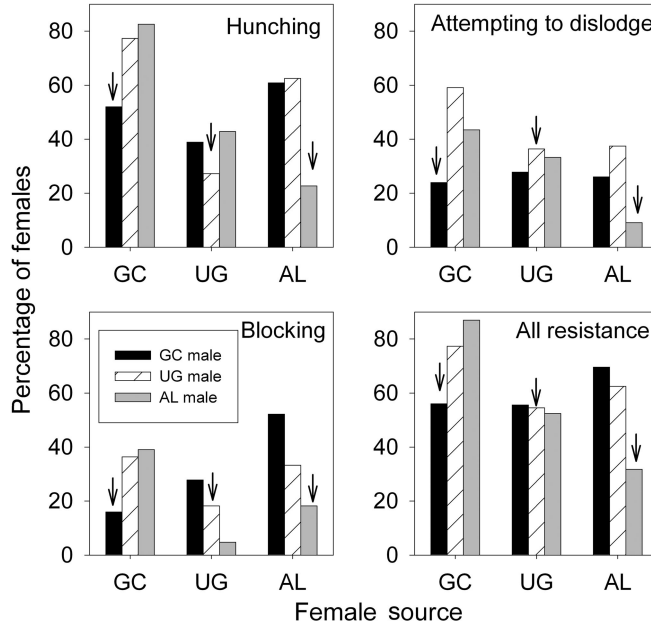 Percentage of females
Hunching
80
60
40
20
0
GC UG AL
Attempting to dislodge
80
60
40
20
0
GC UG AL
Blocking
GC male
UG male
AL male
80
60
40
20
0
GC UG AL
All resistance
80
60
40
20
0
GC UG AL
Female source